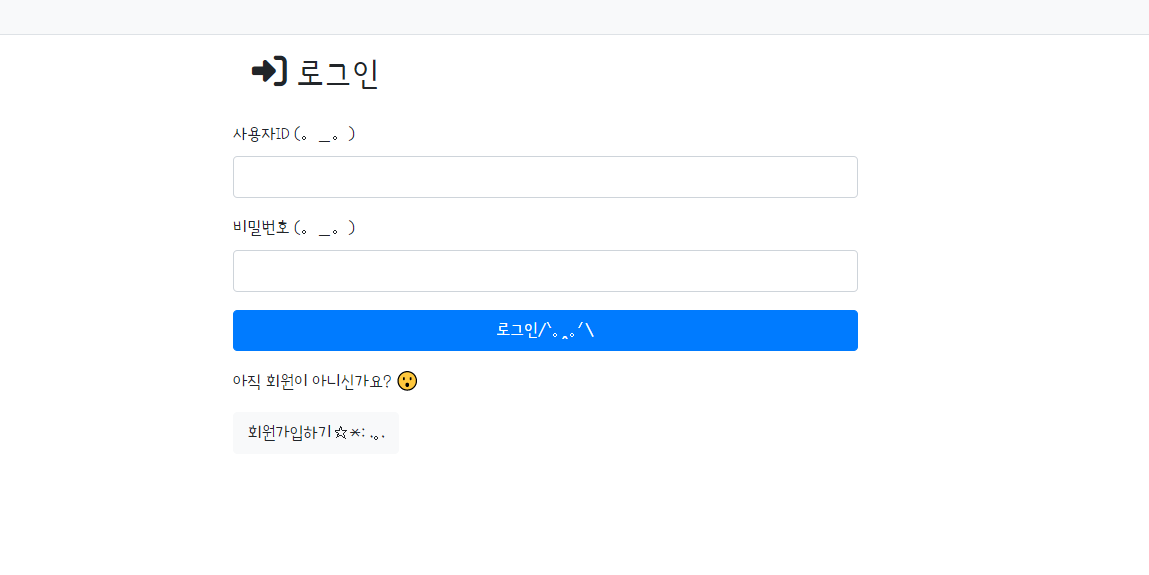 로그인
사용자ID (。 _。)
비밀번호 (。 _。)
로그인/ˋ｡‸｡ˊ\
아직 회원이 아니신가요? 😯
회원가입하기☆*: .｡.